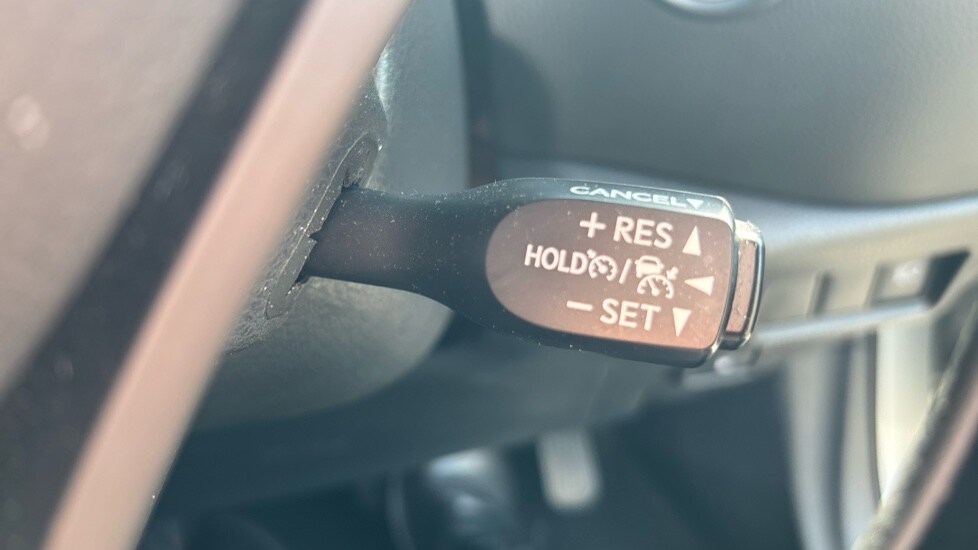 CANCEL▼
+ RES ▲
HOLD / ◀
− SET ▼